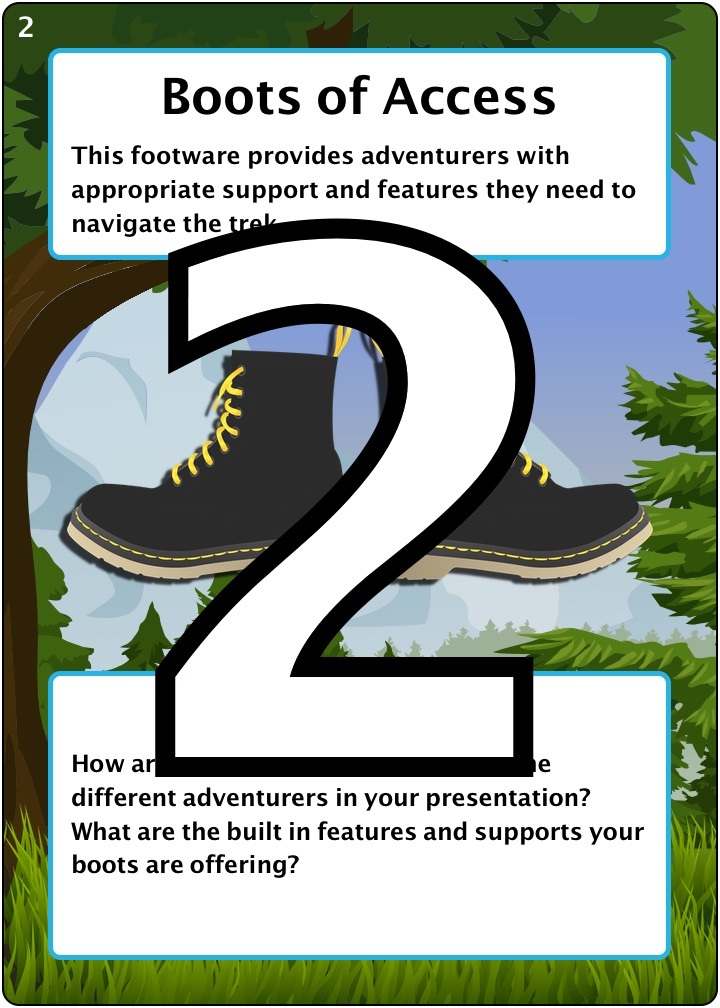 2
Boots of Access
This footware provides adventurers with
appropriate support and features they need to
navigate the trek
2
How
different adventurers in your presentation?
What are the built in features and supports your
boots are offering?